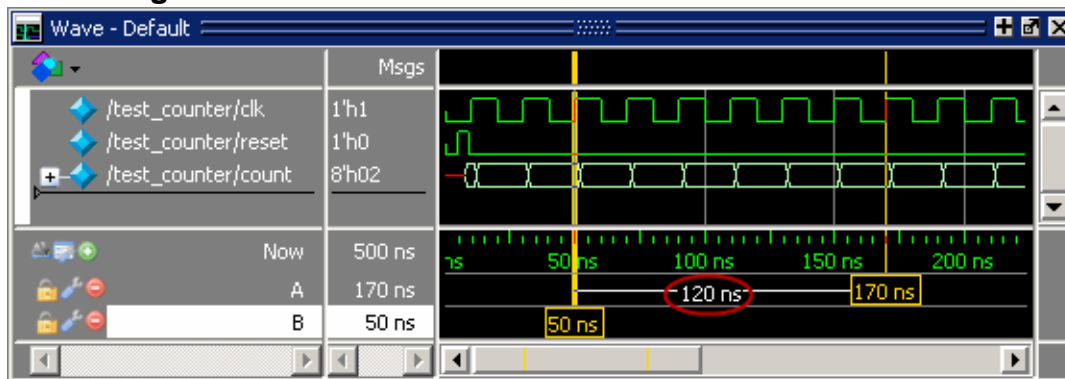 Wave - Default
Msgs
/test_counter/clk 1'h1
/test_counter/reset 1'h0
/test_counter/count 8'h02
Now 500 ns ns 50 ns 100 ns 150 ns 200 ns
A 170 ns 120 ns 170 ns
B 50 ns 50 ns